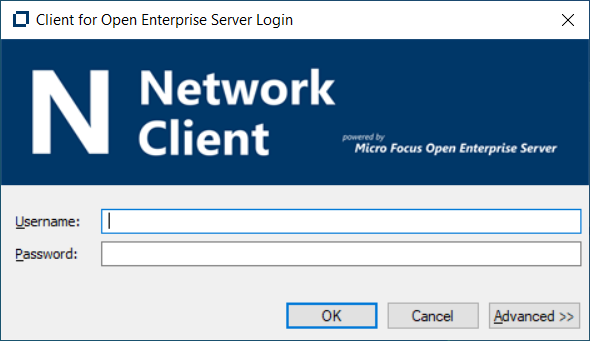 Client for Open Enterprise Server Login
N
Network
Client
powered by
Micro Focus Open Enterprise Server
Username:
Password:
OK
Cancel
Advanced >>